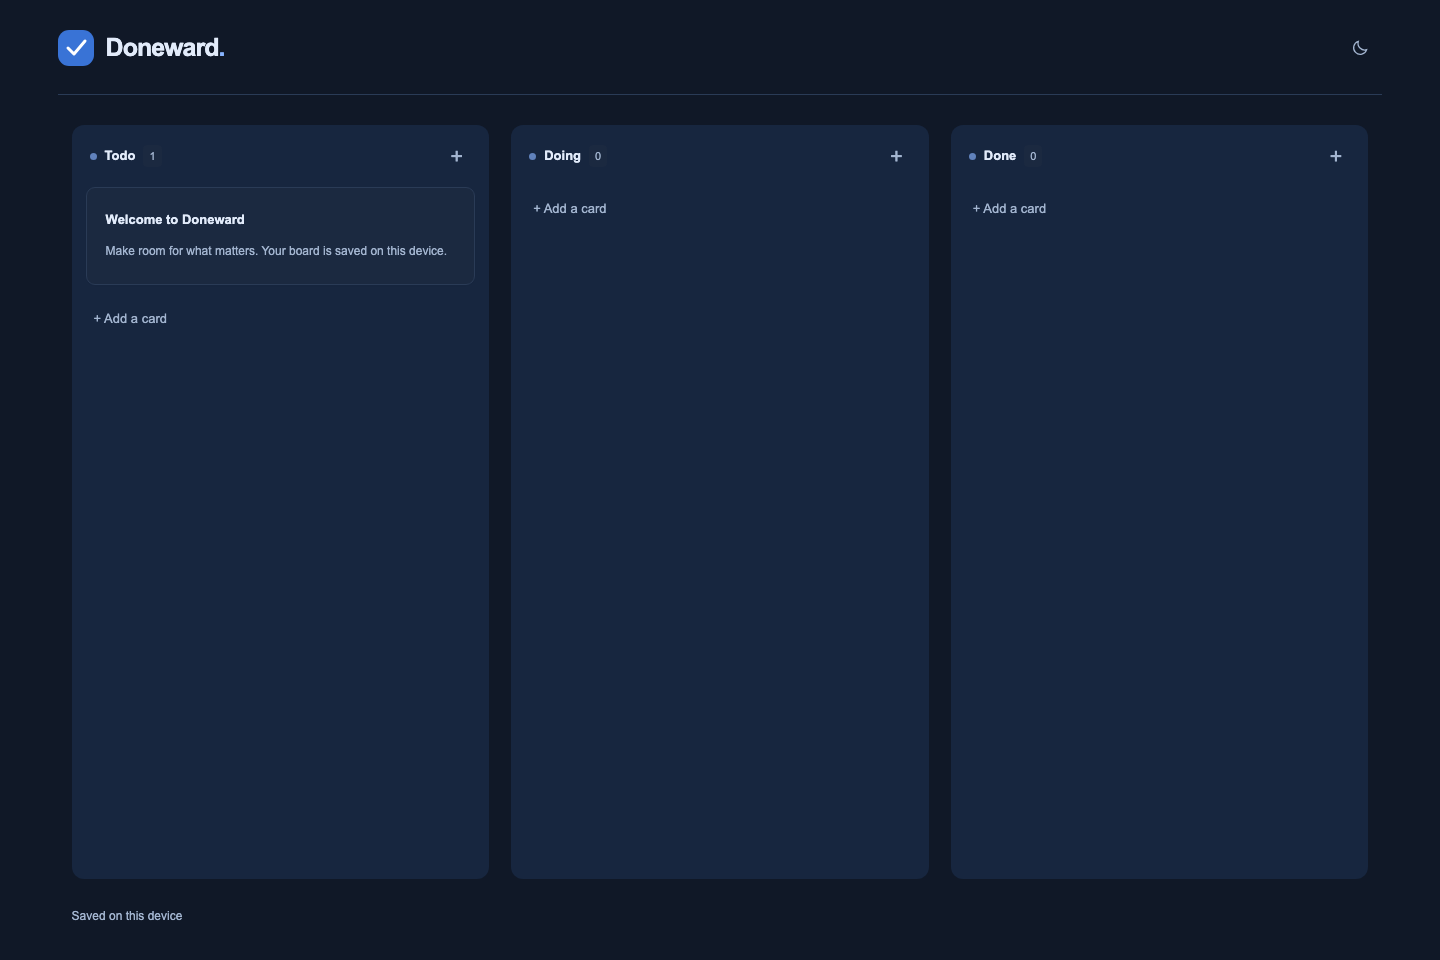 Doneward.
Todo 1
Welcome to Doneward
Make room for what matters. Your board is saved on this device.
+ Add a card
Doing 0
+ Add a card
Done 0
+ Add a card
Saved on this device